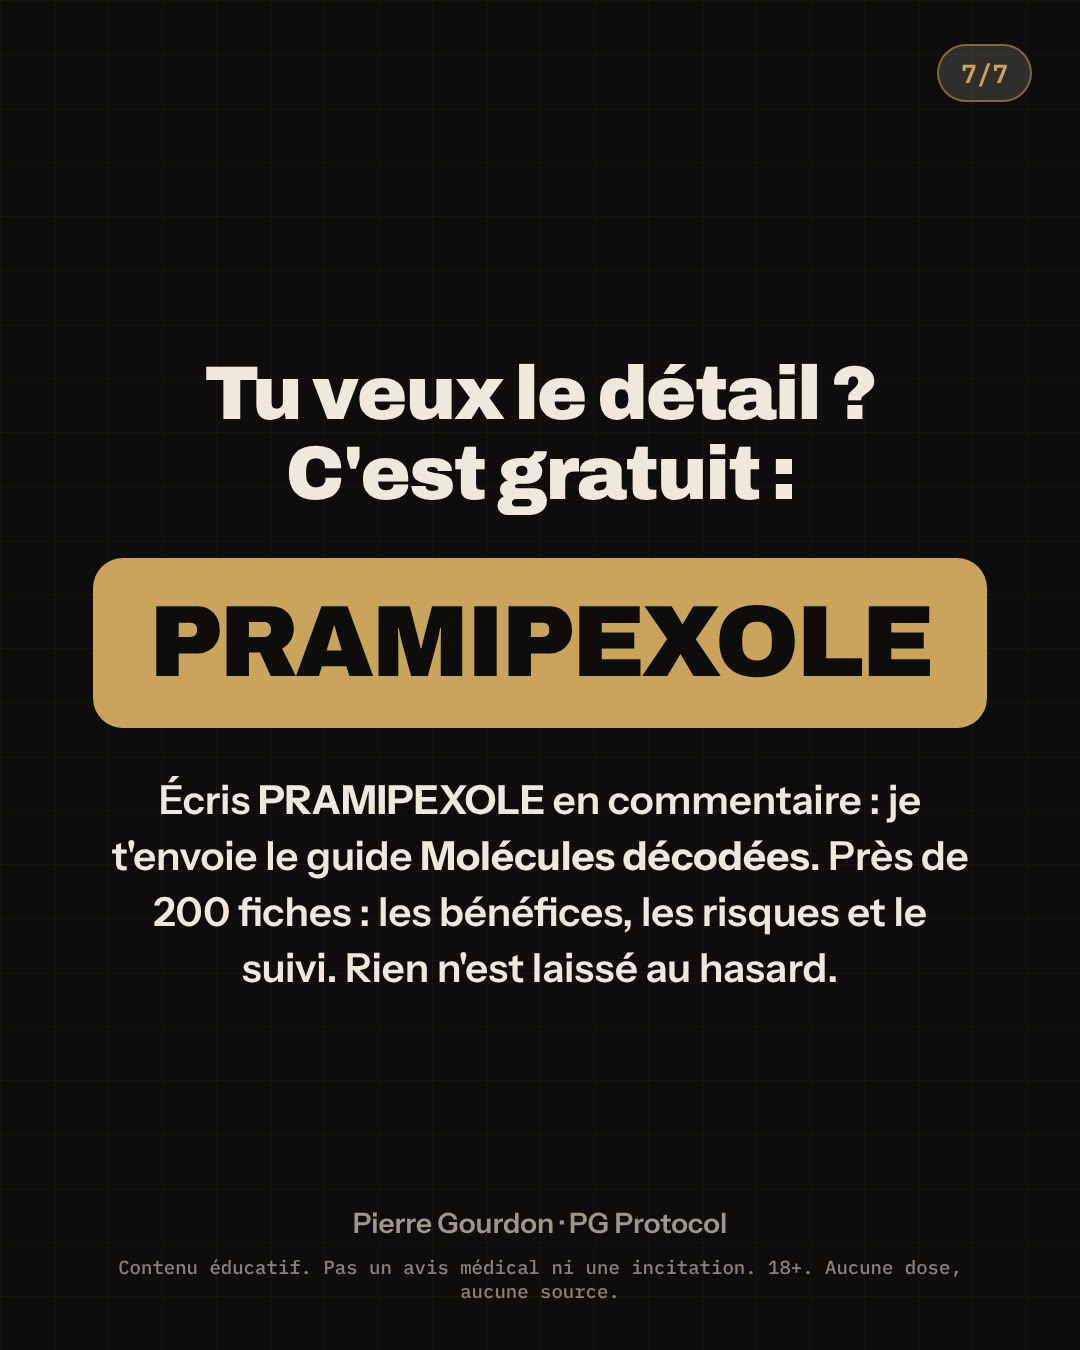 7/7
Tu veux le détail ?
C'est gratuit :
PRAMIPEXOLE
Écris PRAMIPEXOLE en commentaire : je
t'envoie le guide Molécules décodées. Près de
200 fiches : les bénéfices, les risques et le
suivi. Rien n'est laissé au hasard.
Pierre Gourdon · PG Protocol
Contenu éducatif. Pas un avis médical ni une incitation. 18+. Aucune dose,
aucune source.